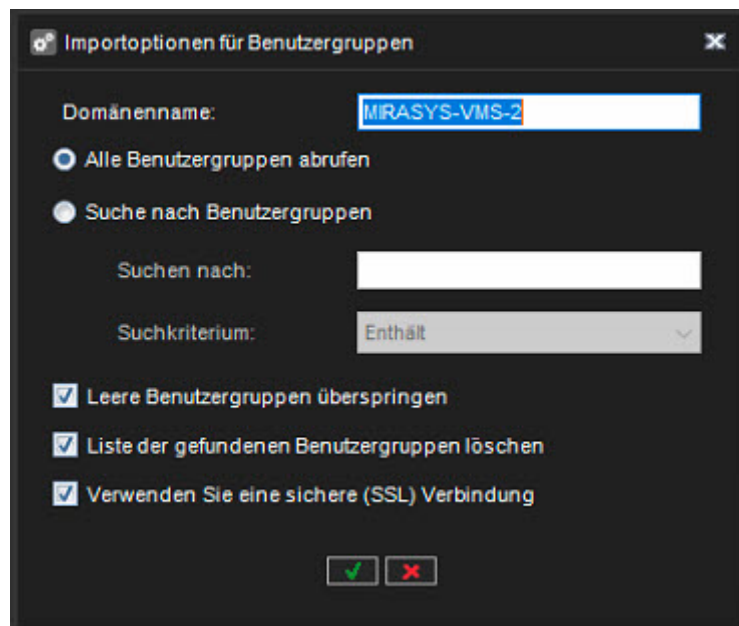 Importoptionen für Benutzergruppen
Domänenname: MIRASYS-VMS-2
Alle Benutzergruppen abrufen
Suche nach Benutzergruppen
Suchen nach:
Suchkriterium: Enthält
Leere Benutzergruppen überspringen
Liste der gefundenen Benutzergruppen löschen
Verwenden Sie eine sichere (SSL) Verbindung